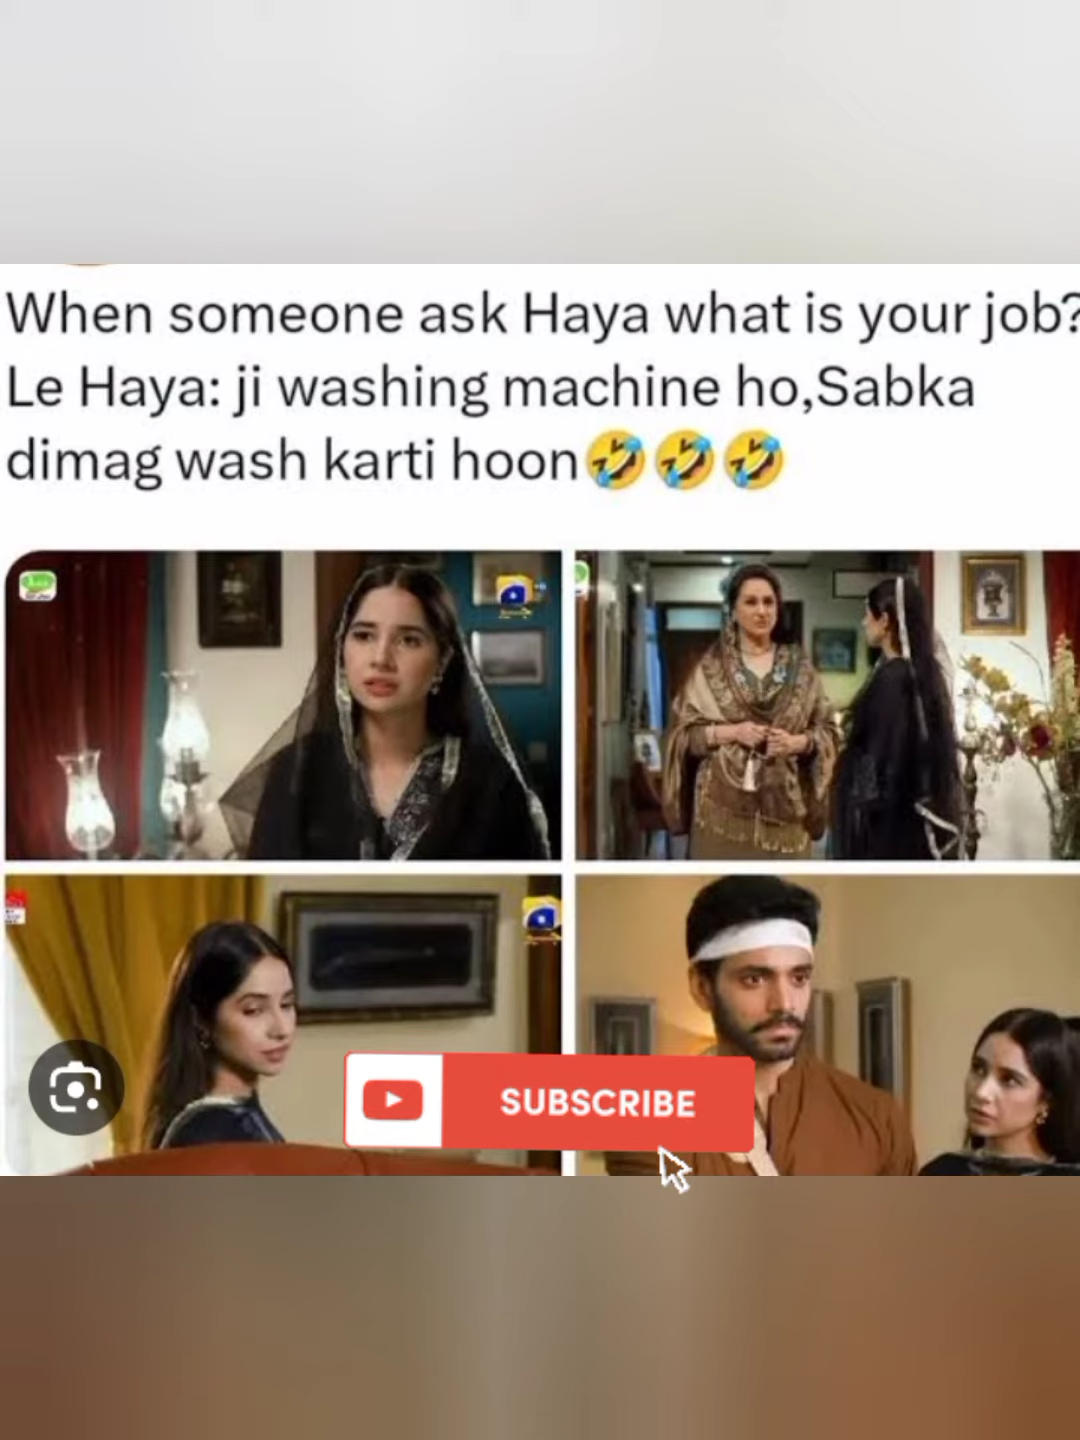 When someone ask Haya what is your job?
Le Haya: ji washing machine ho,Sabka
dimag wash karti hoon🤣🤣🤣
SUBSCRIBE